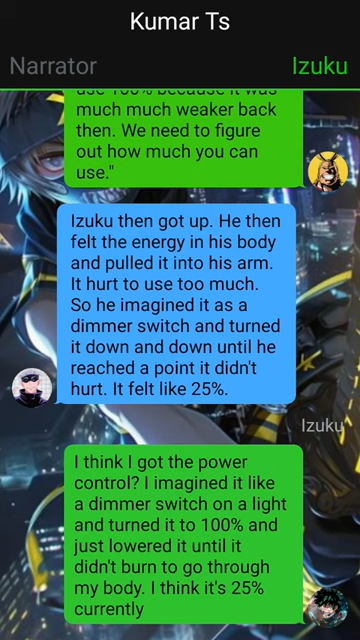 Kumar Ts
Narrator
Izuku
use 100% because it was
much much weaker back
then. We need to figure
out how much you can
use."
Izuku then got up. He then
felt the energy in his body
and pulled it into his arm.
It hurt to use too much.
So he imagined it as a
dimmer switch and turned
it down and down until he
reached a point it didn't
hurt. It felt like 25%.
Izuku
I think I got the power
control? I imagined it like
a dimmer switch on a light
and turned it to 100% and
just lowered it until it
didn't burn to go through
my body. I think it's 25%
currently